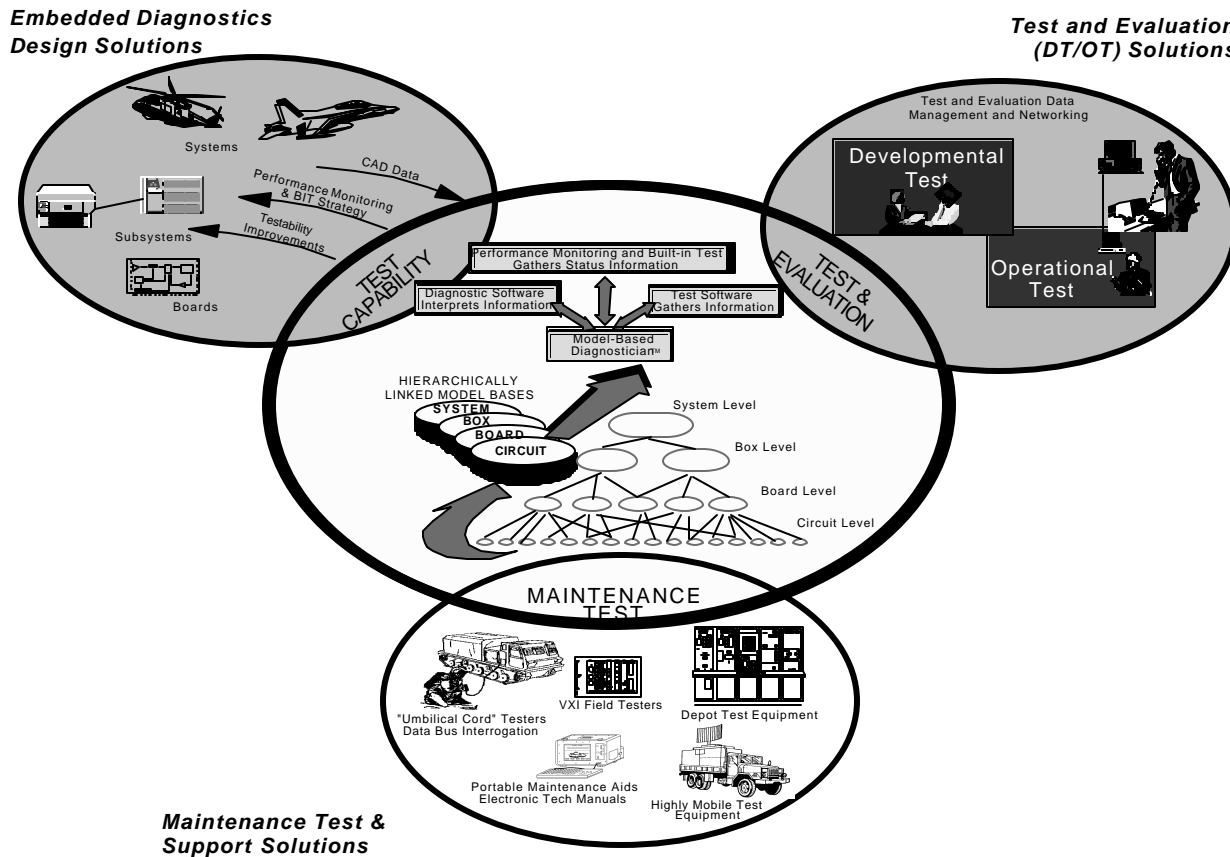 Embedded Diagnostics
Design Solutions
Test and Evaluation
(DT/OT) Solutions
Systems
CAD Data
Performance Monitoring
& BIT Strategy
Testability
Improvements
Subsystems
Boards
TEST
CAPABILITY
Test and Evaluation Data
Management and Networking
Developmental
Test
Operational
Test
TEST &
EVALUATION
Performance Monitoring and Built-in Test
Gathers Status Information
Diagnostic Software
Interprets Information
Test Software
Gathers Information
Model-Based
Diagnostician™
HIERARCHICALLY
LINKED MODEL BASES
SYSTEM
BOX
BOARD
CIRCUIT
System Level
Box Level
Board Level
Circuit Level
MAINTENANCE
TEST
"Umbilical Cord" Testers
Data Bus Interrogation
VXI Field Testers
Depot Test Equipment
Portable Maintenance Aids
Electronic Tech Manuals
Highly Mobile Test
Equipment
Maintenance Test &
Support Solutions